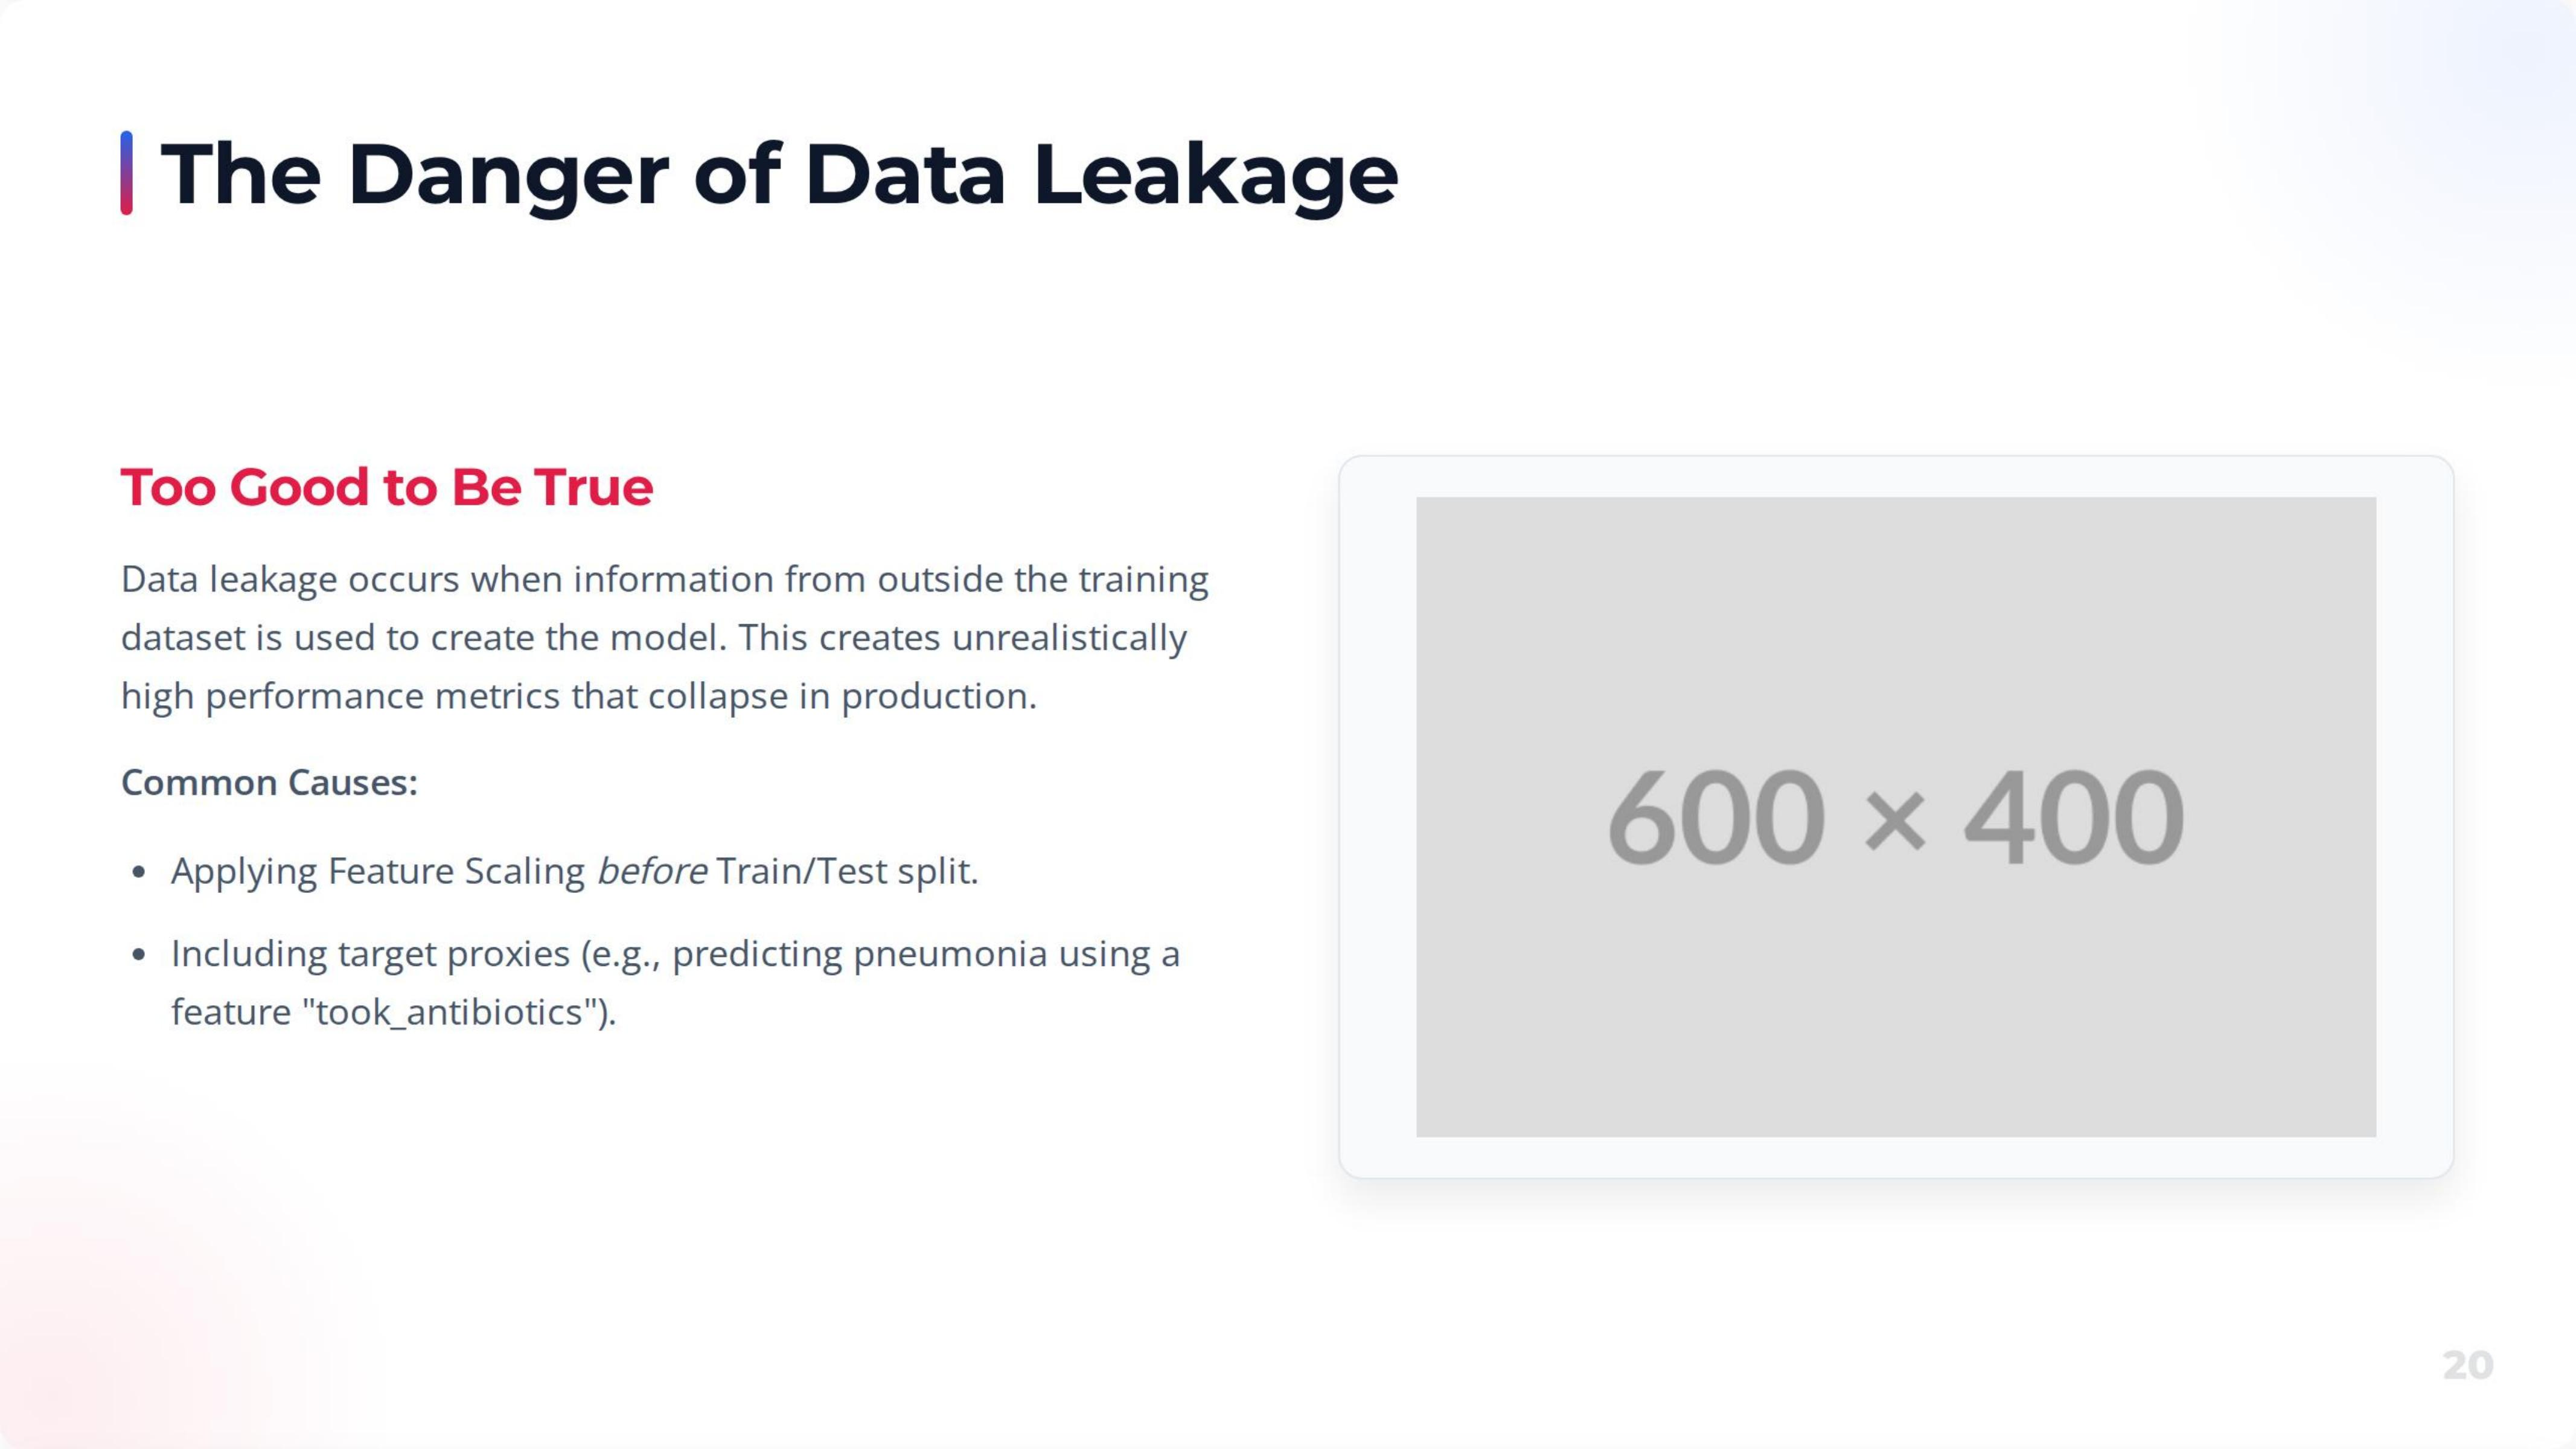 The Danger of Data Leakage
Too Good to Be True
Data leakage occurs when information from outside the training
dataset is used to create the model. This creates unrealistically
high performance metrics that collapse in production.
Common Causes:
• Applying Feature Scaling before Train/Test split.
• Including target proxies (e.g., predicting pneumonia using a
feature "took_antibiotics").
600 × 400
20